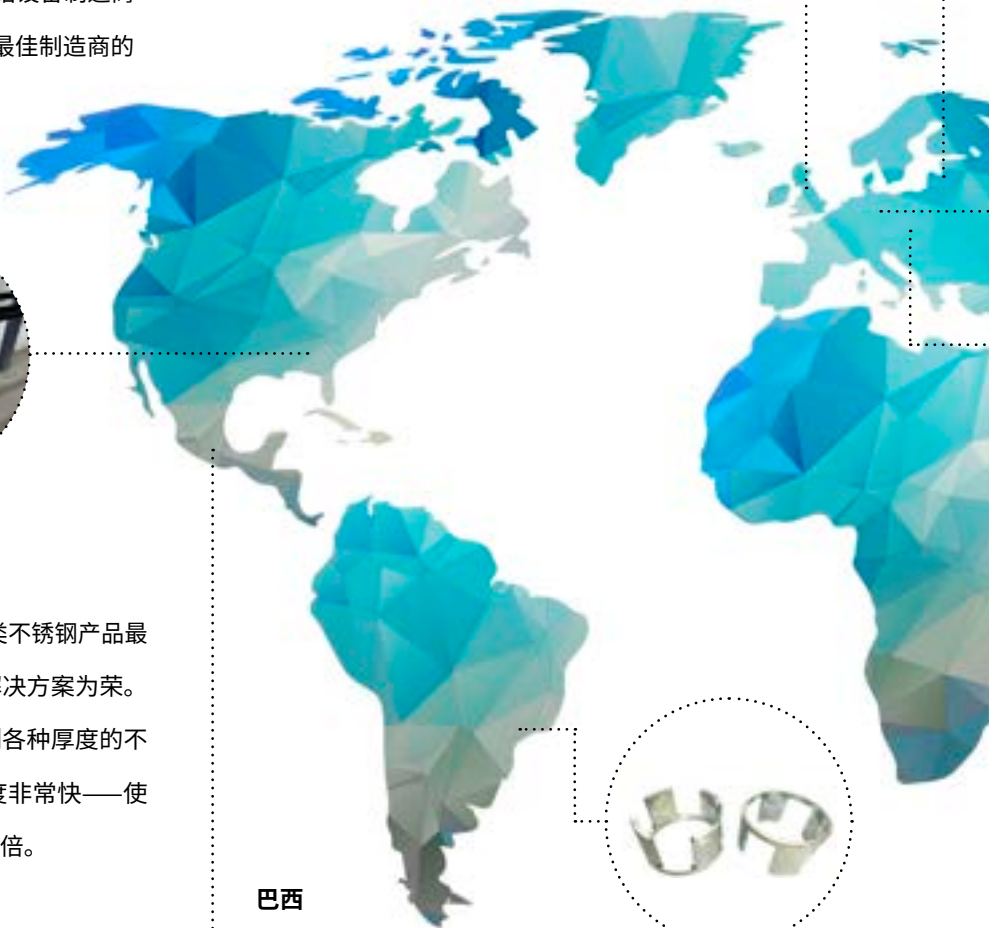 最佳制造商的
类不锈钢产品最
解决方案为荣。
各种厚度的不
度非常快——使
倍。
巴西